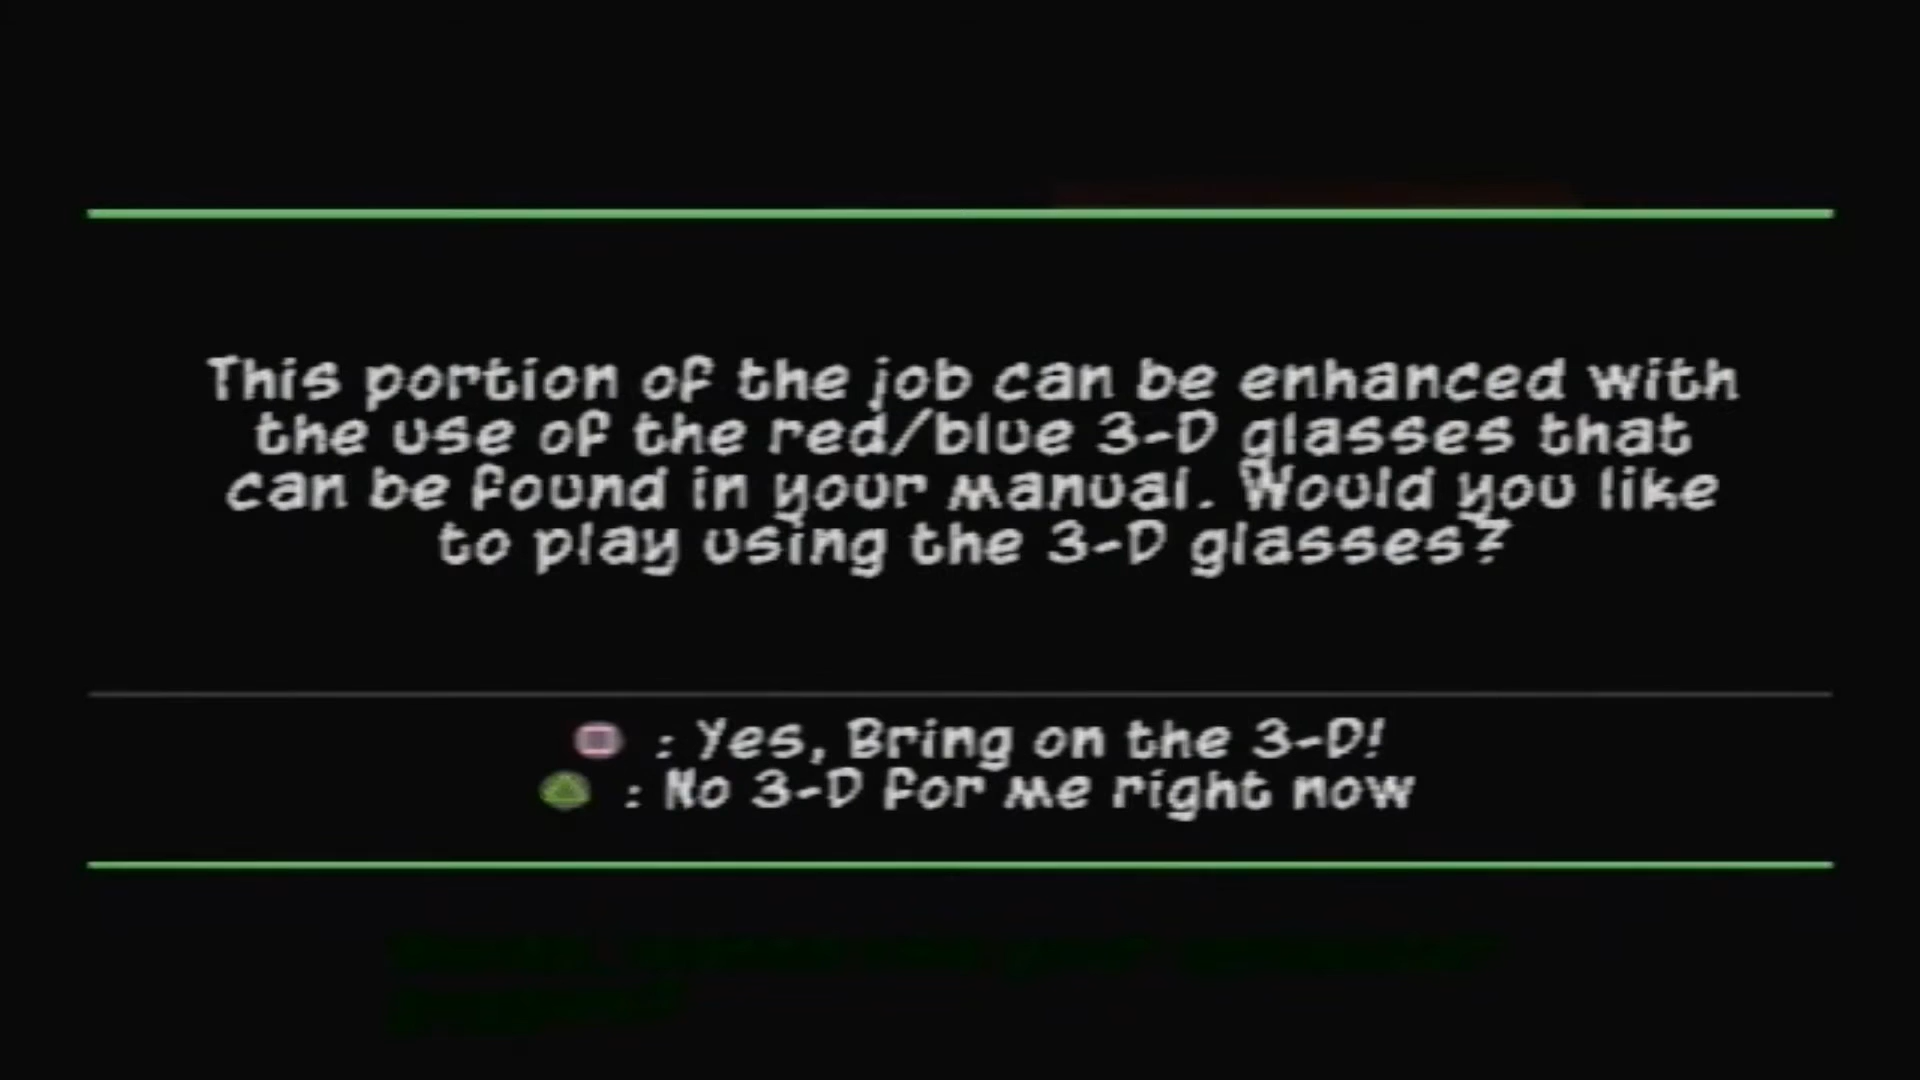 This portion of the job can be enhanced with
the use of the red/blue 3-D glasses that
can be found in your manual. Would you like
to play using the 3-D glasses?
: Yes, Bring on the 3-D!
: No 3-D for me right now